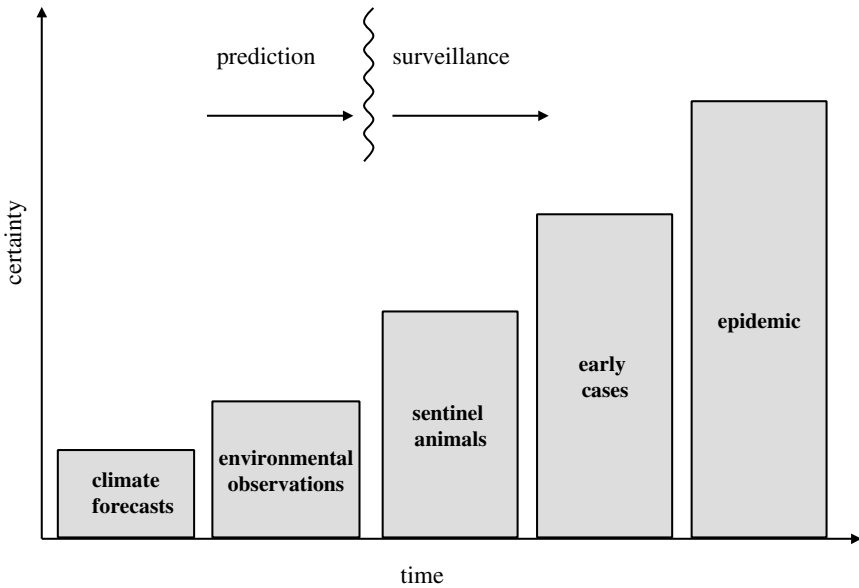 prediction
surveillance
certainty
climate
forecasts
environmental
observations
sentinel
animals
early
cases
epidemic
time